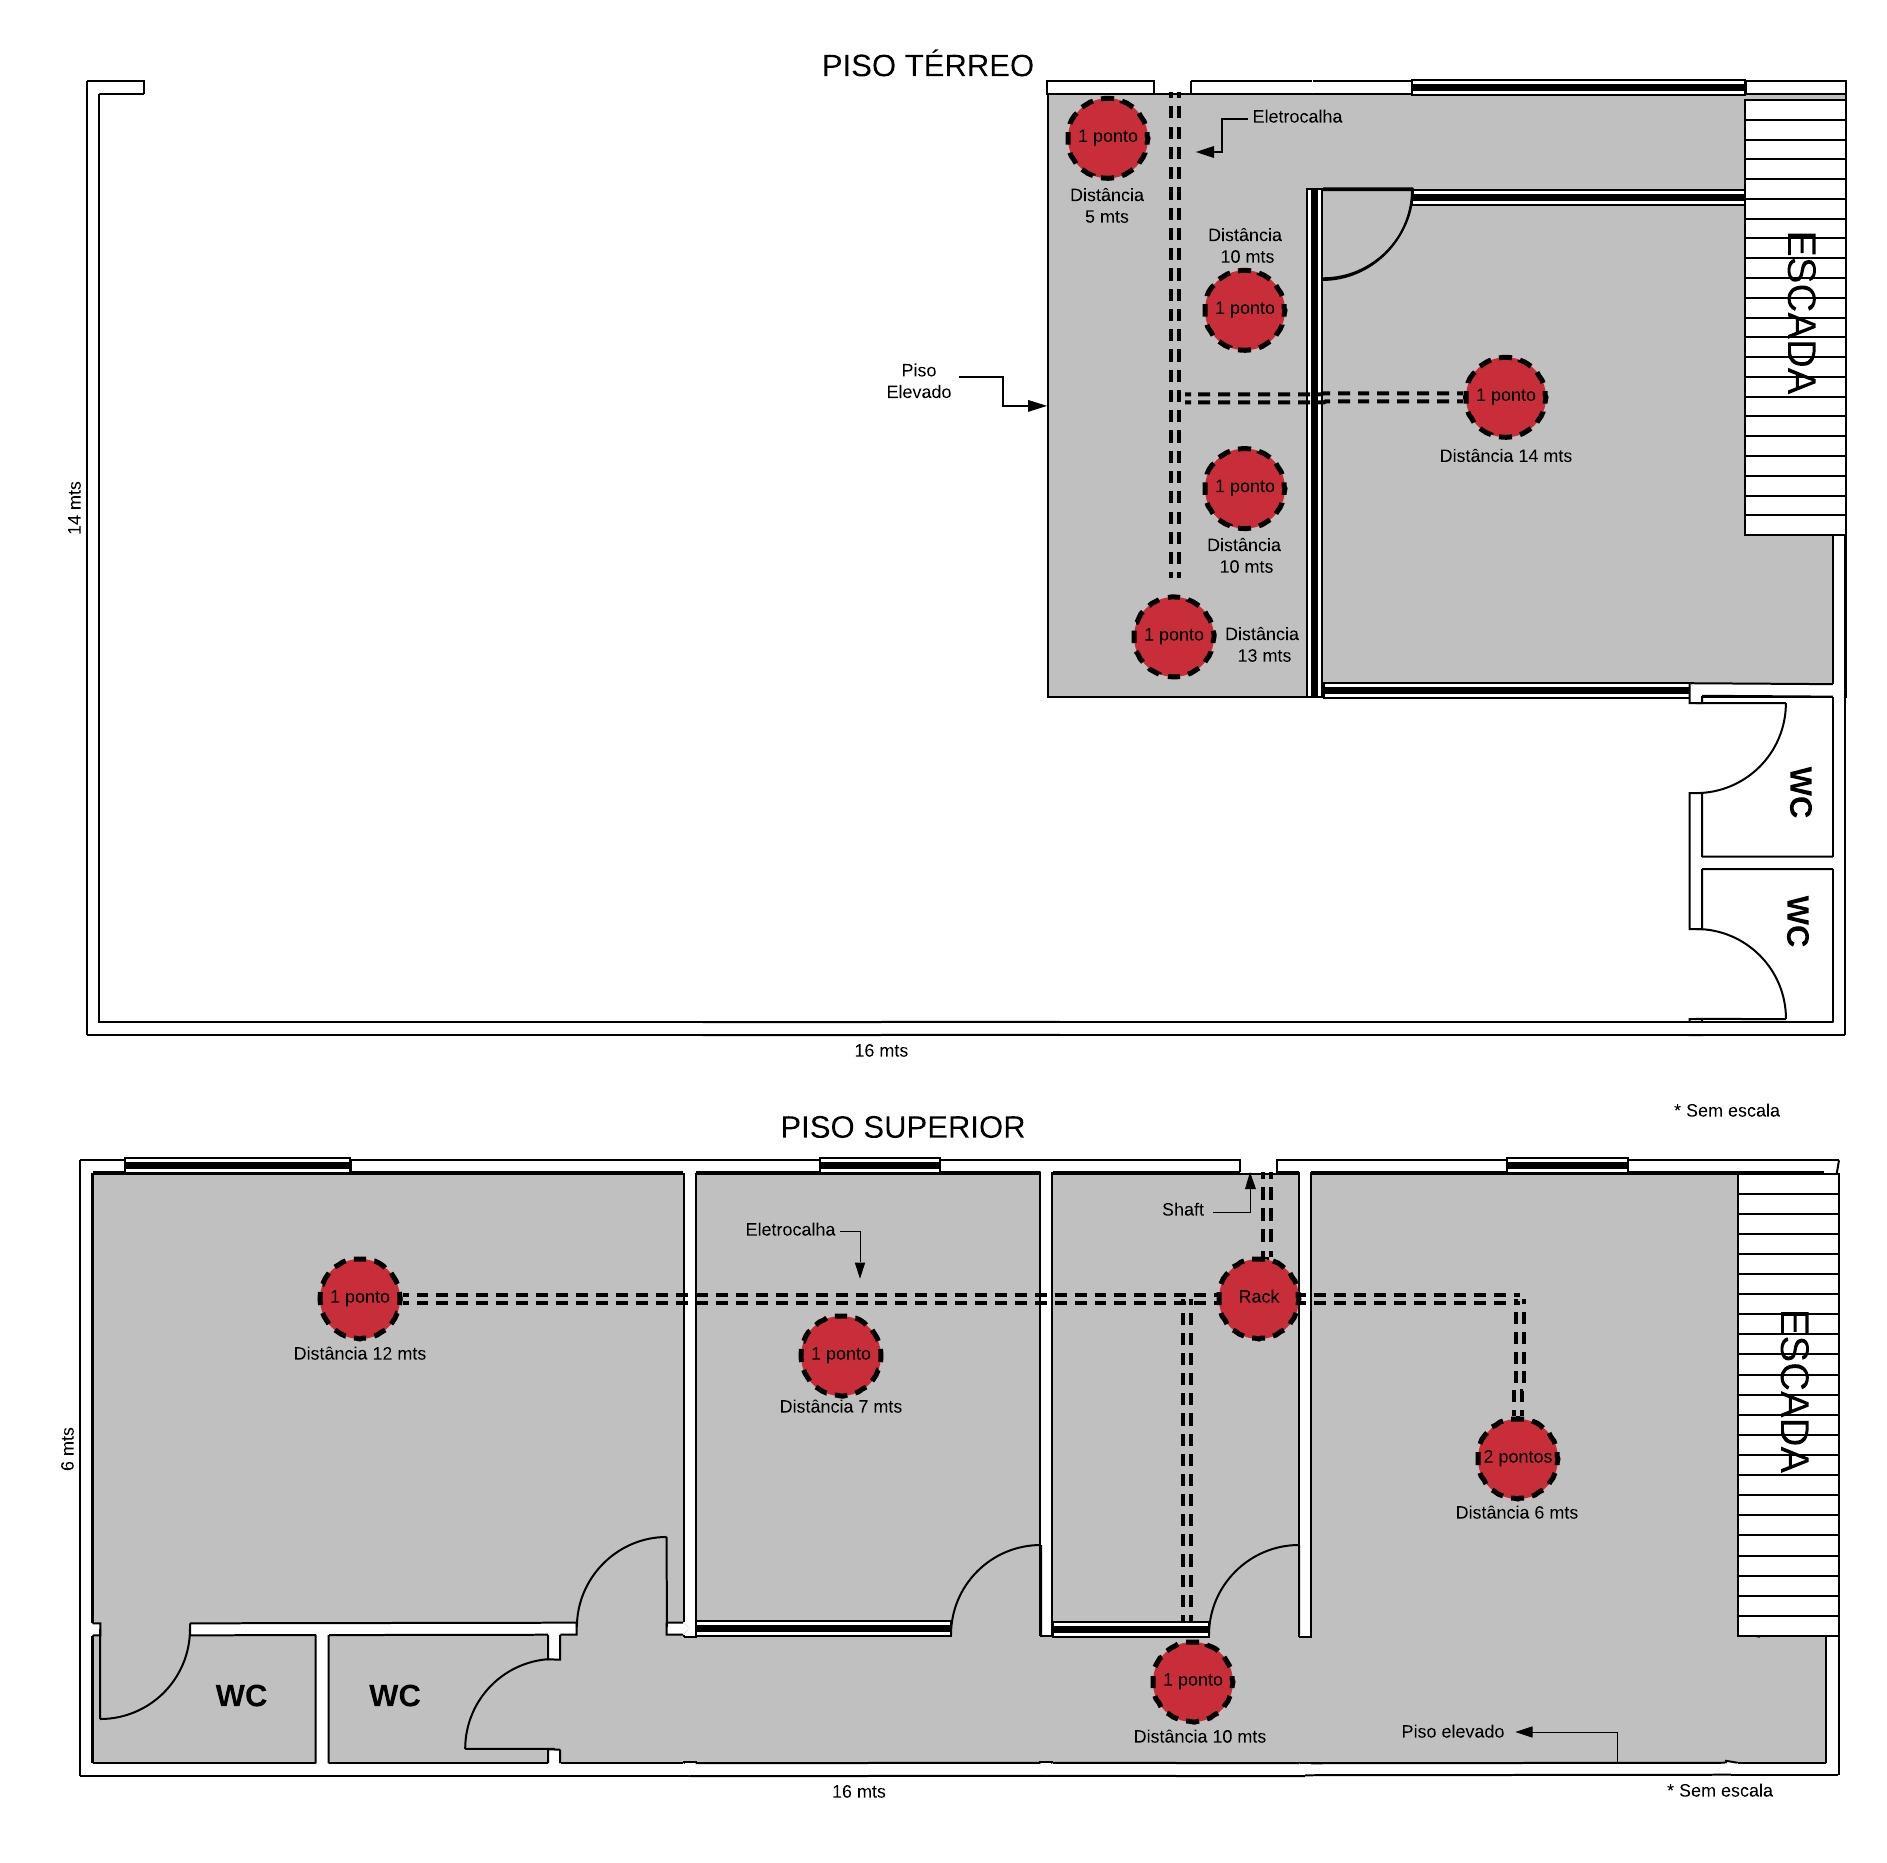 PISO TÉRREO
1 ponto
Eletrocalha
Distância
5 mts
Distância
10 mts
1 ponto
ESCADA
Piso
Elevado
1 ponto
Distância 14 mts
14 mts
1 ponto
Distância
10 mts
1 ponto
Distância
13 mts
WC
WC
16 mts
* Sem escala
PISO SUPERIOR
Shaft
Eletrocalha
1 ponto
Rack
Distância 12 mts
1 ponto
Distância 7 mts
ESCADA
6 mts
2 pontos
Distância 6 mts
WC
WC
1 ponto
Distância 10 mts
Piso elevado
16 mts
* Sem escala